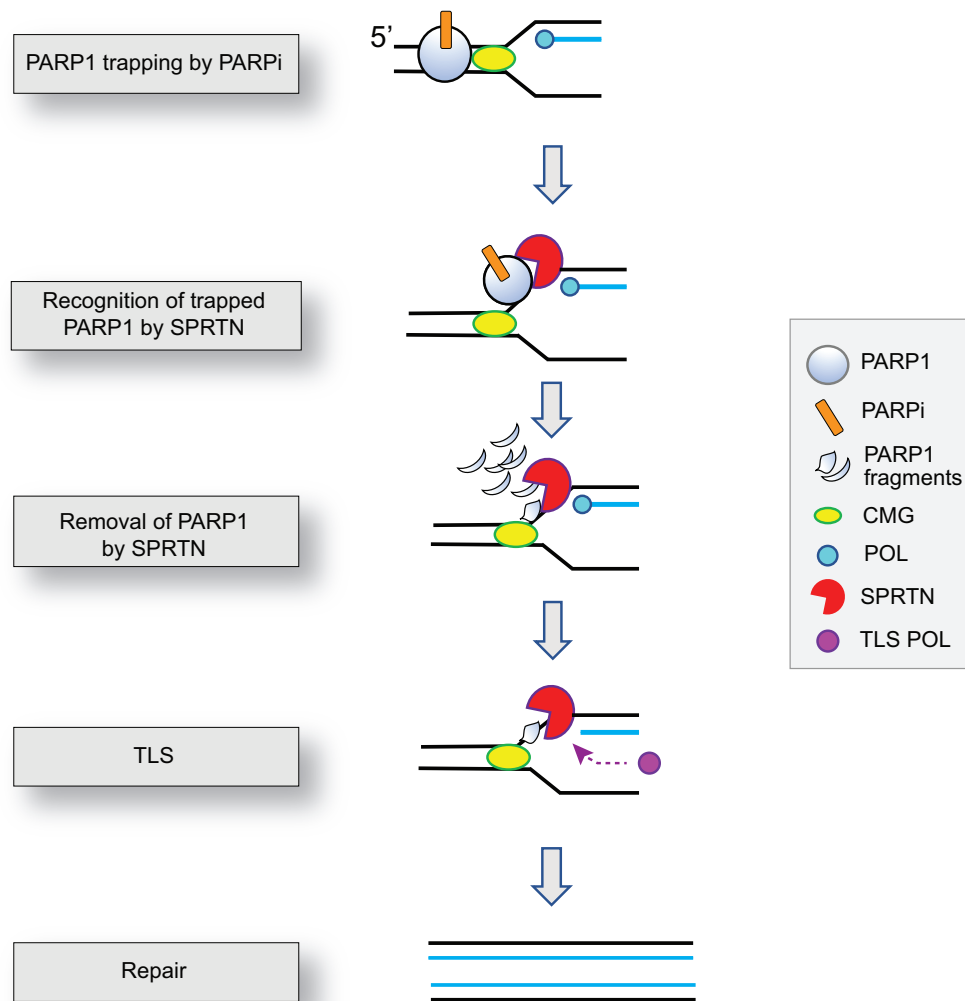 5’
PARP1 trapping by PARPi
Recognition of trapped
PARP1 by SPRTN
Removal of PARP1
by SPRTN
TLS
Repair
PARP1
PARPi
PARP1
fragments
CMG
POL
SPRTN
TLS POL